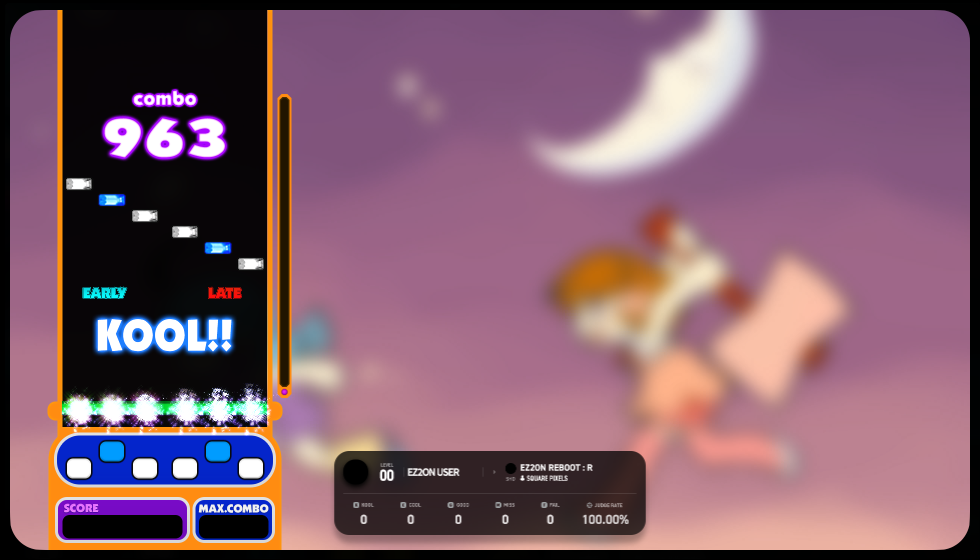 combo
963
EARLY LATE
KOOL!!
SCORE
MAX.COMBO
LEVEL
00 EZ2ON USER
EZ2ON REBOOT : R
SQUARE PIXELS
KOOL COOL GOOD MISS FAIL JUDGE RATE
0 0 0 0 0 100.00%